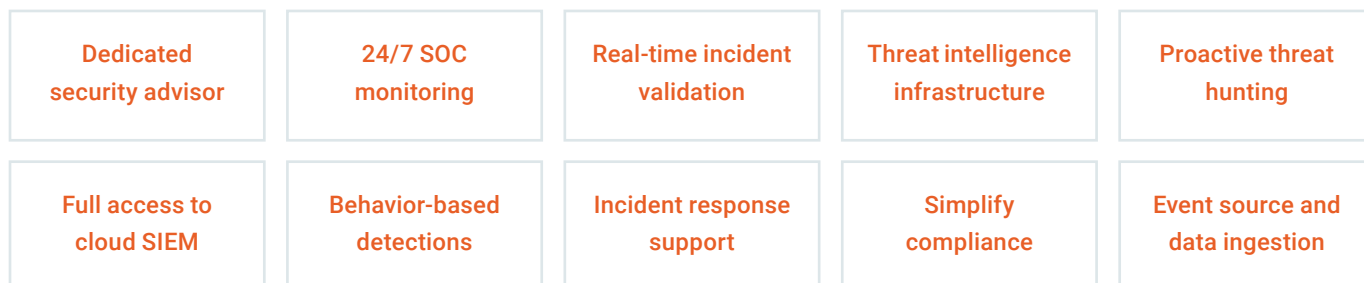 Dedicated
security advisor
24/7 SOC
monitoring
Real-time incident
validation
Threat intelligence
infrastructure
Proactive threat
hunting
Full access to
cloud SIEM
Behavior-based
detections
Incident response
support
Simplify
compliance
Event source and
data ingestion